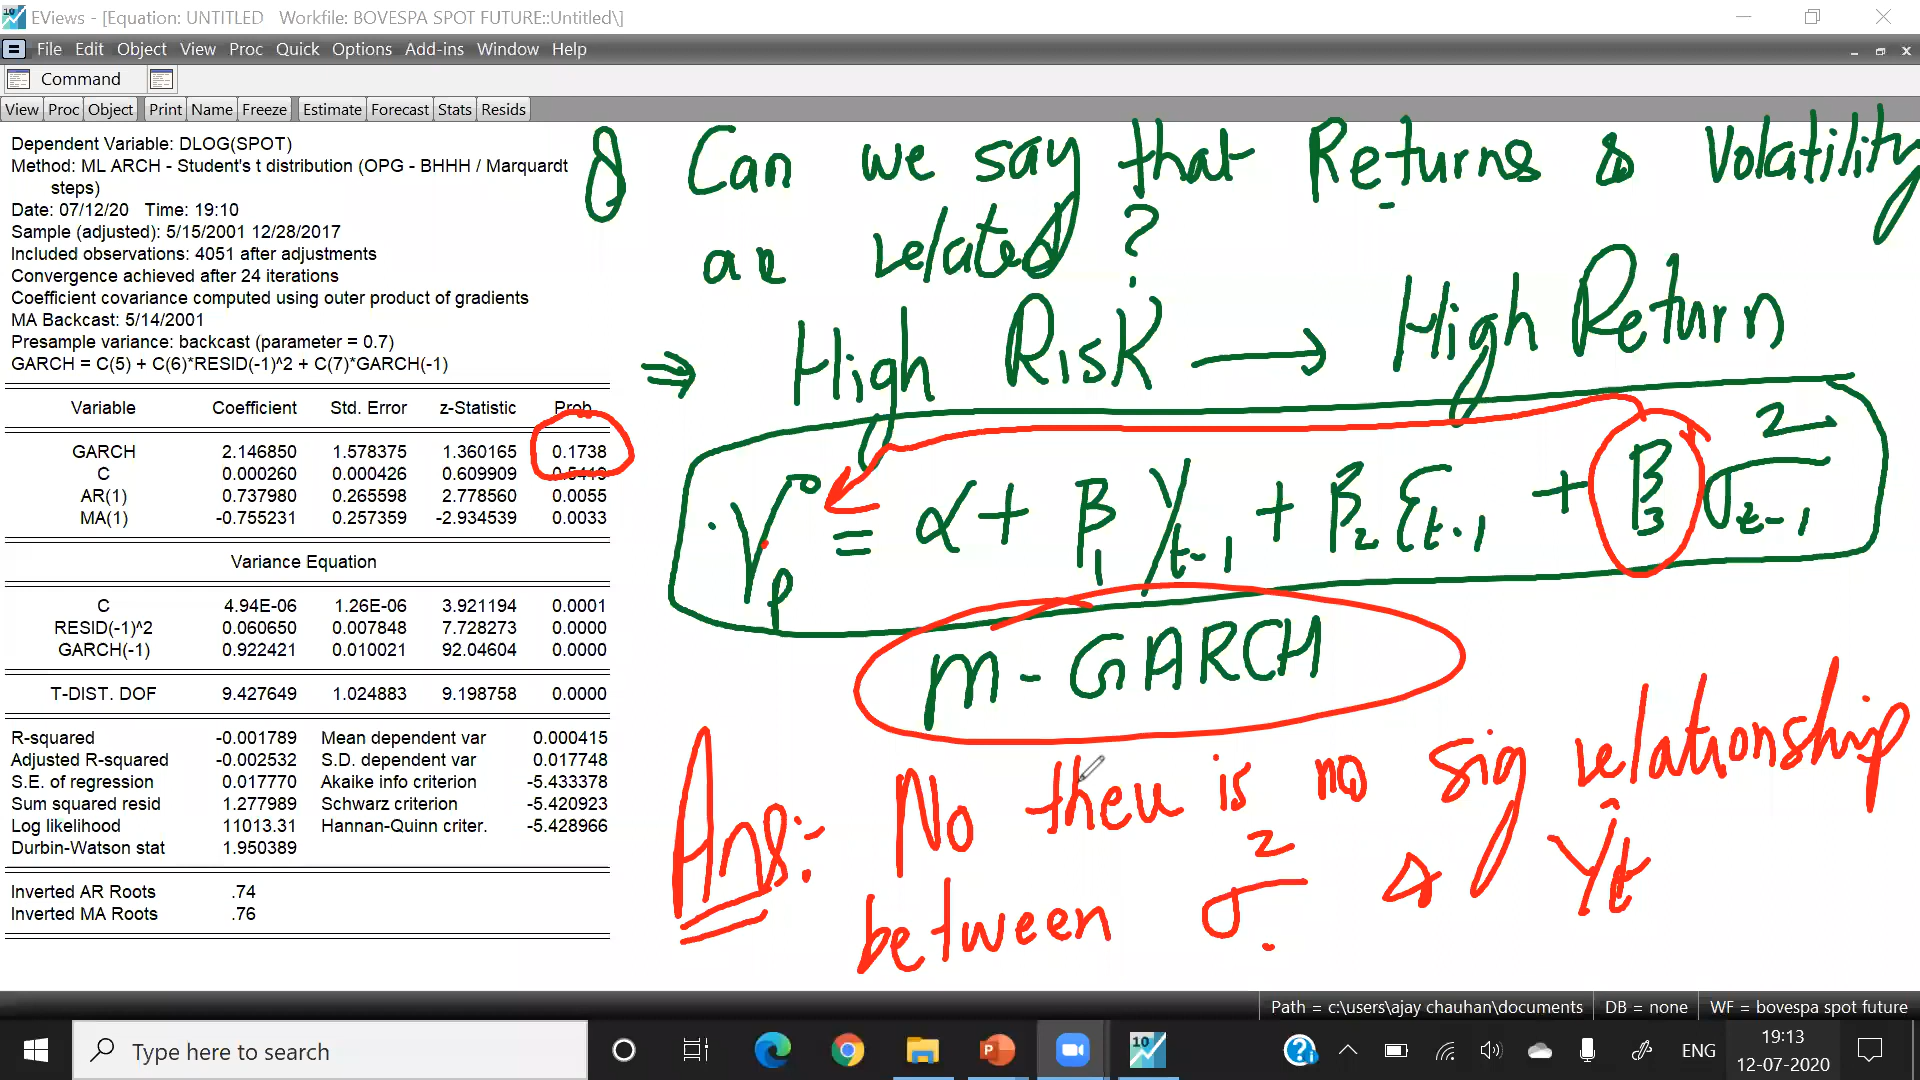 EViews - [Equation: UNTITLED Workfile: BOVESPA SPOT FUTURE::Untitled\]
File Edit Object View Proc Quick Options Add-ins Window Help
Command
View Proc Object Print Name Freeze Estimate Forecast Stats Resids
Dependent Variable: DLOG(SPOT)
Method: ML ARCH - Student's t distribution (OPG - BHHH / Marquardt
steps)
Date: 07/12/20 Time: 19:10
Sample (adjusted): 5/15/2001 12/28/2017
Included observations: 4051 after adjustments
Convergence achieved after 24 iterations
Coefficient covariance computed using outer product of gradients
MA Backcast: 5/14/2001
Presample variance: backcast (parameter = 0.7)
GARCH = C(5) + C(6)*RESID(-1)^2 + C(7)*GARCH(-1)
Variable Coefficient Std. Error z-Statistic Prob.
GARCH 2.146850 1.578375 1.360165 0.1738
C 0.000260 0.000426 0.609909
AR(1) 0.737980 0.265598 2.778560 0.0055
MA(1) -0.755231 0.257359 -2.934539 0.0033
Variance Equation
C 4.94E-06 1.26E-06 3.921194 0.0001
RESID(-1)^2 0.060650 0.007848 7.728273 0.0000
GARCH(-1) 0.922421 0.010021 92.04604 0.0000
T-DIST. DOF 9.427649 1.024883 9.198758 0.0000
R-squared -0.001789 Mean dependent var 0.000415
Adjusted R-squared -0.002532 S.D. dependent var 0.017748
S.E. of regression 0.017770 Akaike info criterion -5.433378
Sum squared resid 1.277989 Schwarz criterion -5.420923
Log likelihood 11013.31 Hannan-Quinn criter. -5.428966
Durbin-Watson stat 1.950389
Inverted AR Roots .74
Inverted MA Roots .76
Q Can we say that Returns & Volatility
are related ?
⇒ High Risk → High Return
= α + β1 Yt-1 + β2 εt-1 + β3 σ²t-1
M - GARCH
Ans:- No there is no sig relationship
between σ² & Yt
Path = c:\users\ajay chauhan\documents DB = none WF = bovespa spot future
Type here to search
ENG
19:13
12-07-2020